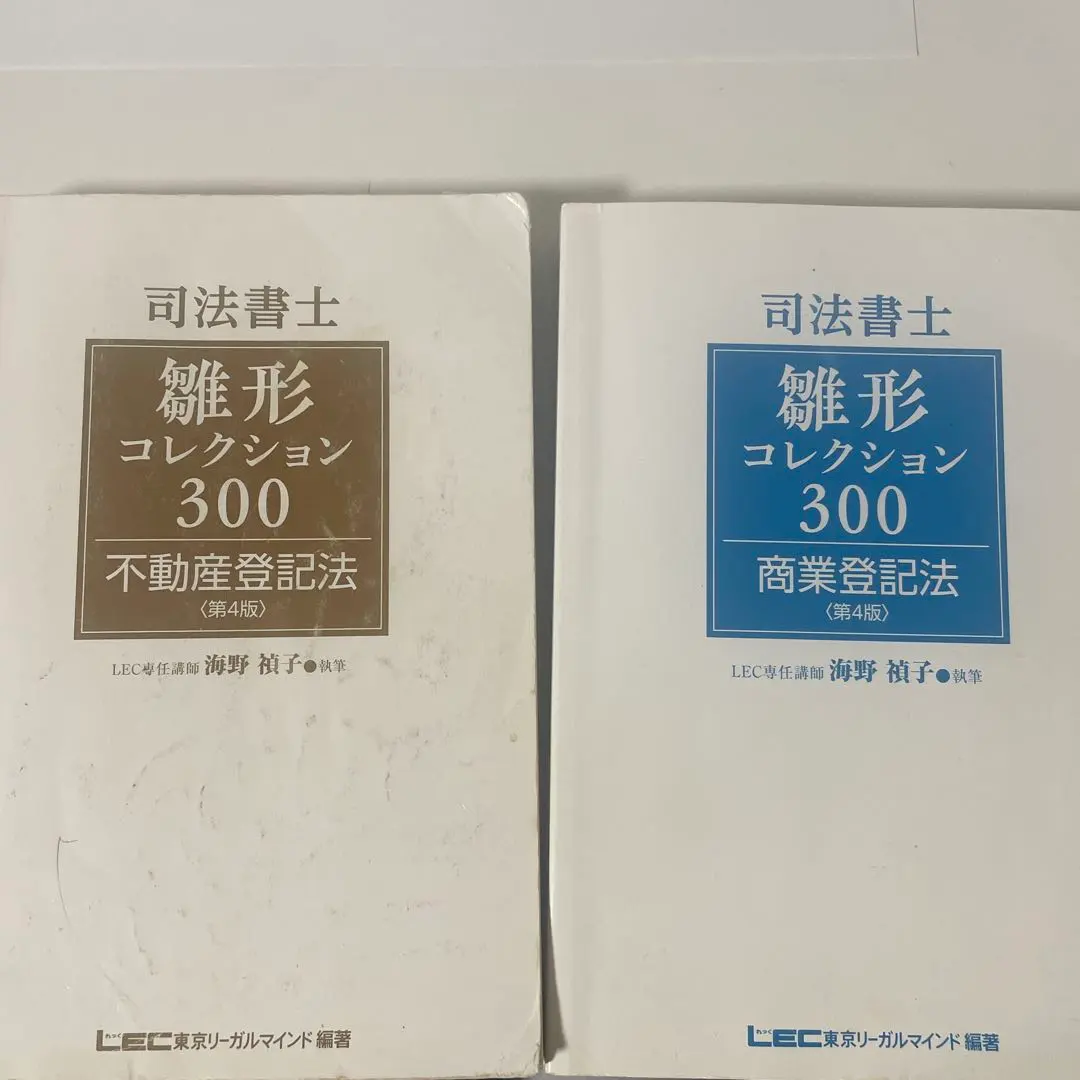 司法書士
雛形
コレクション
300
不動産登記法
〈第4版〉
LEC専任講師 海野 禎子●執筆
LEC東京リーガルマインド 編著
司法書士
雛形
コレクション
300
商業登記法
〈第4版〉
LEC専任講師 海野 禎子●執筆
LEC東京リーガルマインド 編著